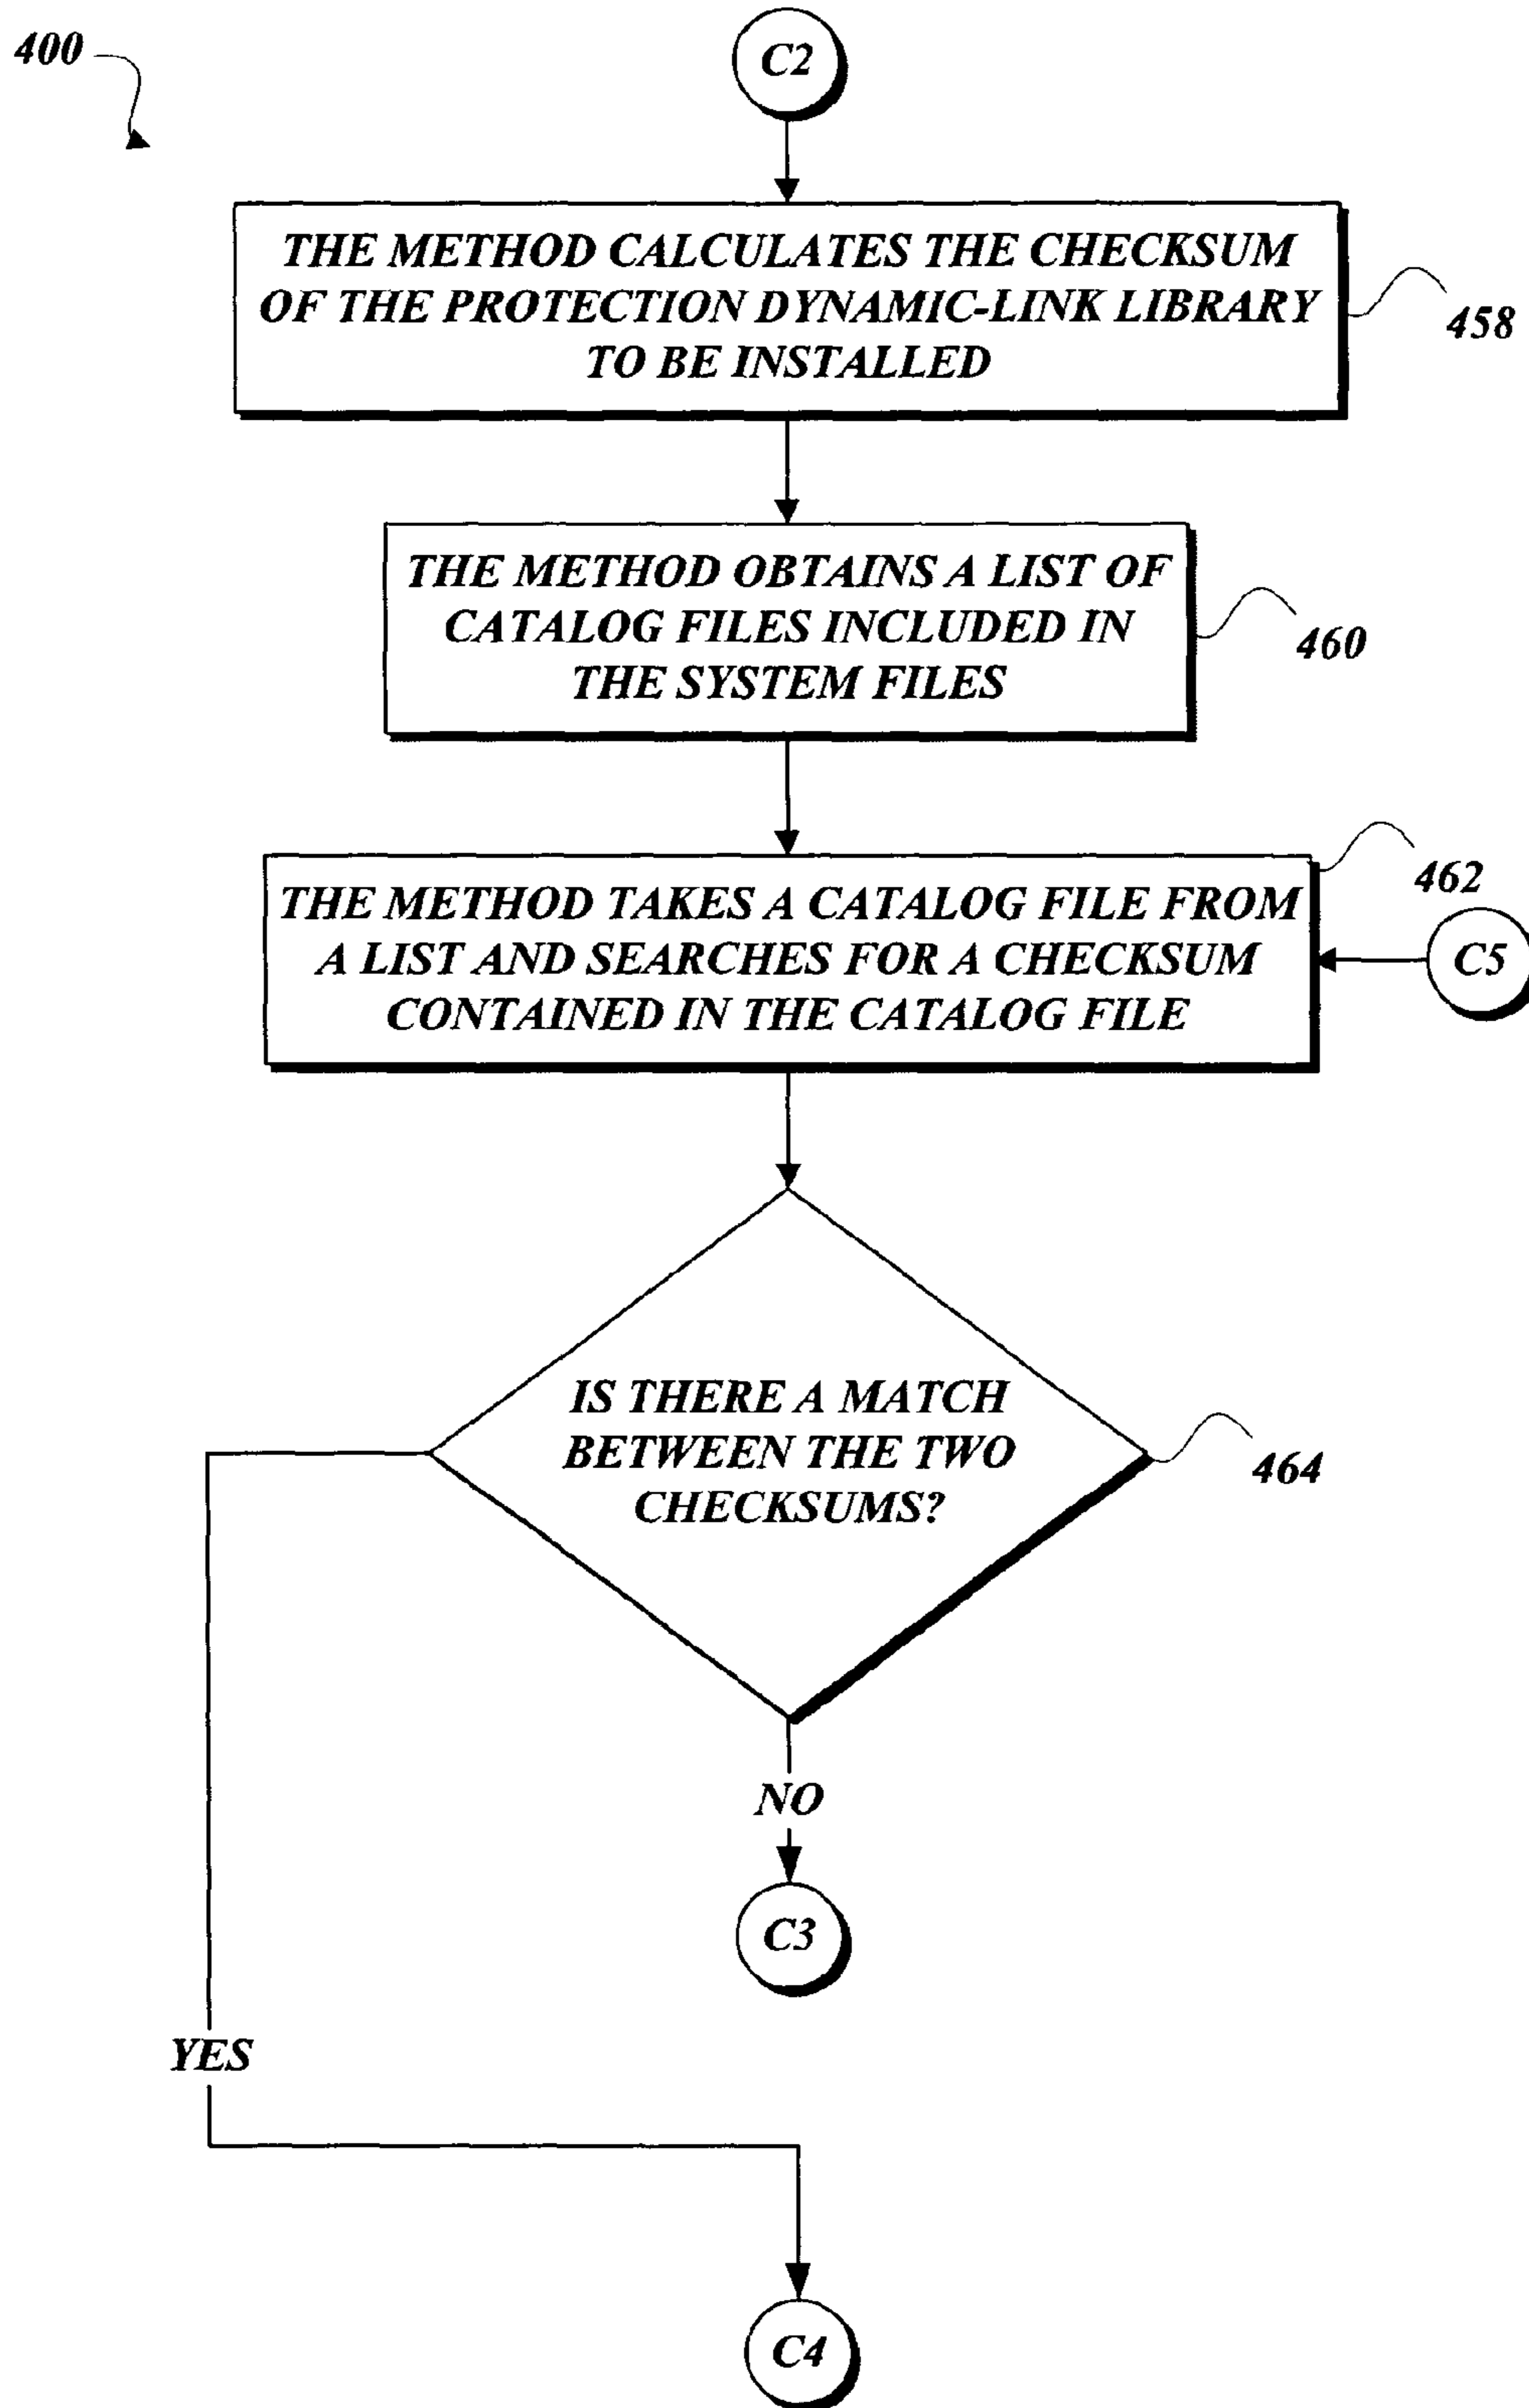 400
C2
THE METHOD CALCULATES THE CHECKSUM
OF THE PROTECTION DYNAMIC-LINK LIBRARY
TO BE INSTALLED
458
THE METHOD OBTAINS A LIST OF
CATALOG FILES INCLUDED IN
THE SYSTEM FILES
460
THE METHOD TAKES A CATALOG FILE FROM
A LIST AND SEARCHES FOR A CHECKSUM
CONTAINED IN THE CATALOG FILE
462
C5
IS THERE A MATCH
BETWEEN THE TWO
CHECKSUMS?
464
NO
C3
YES
C4